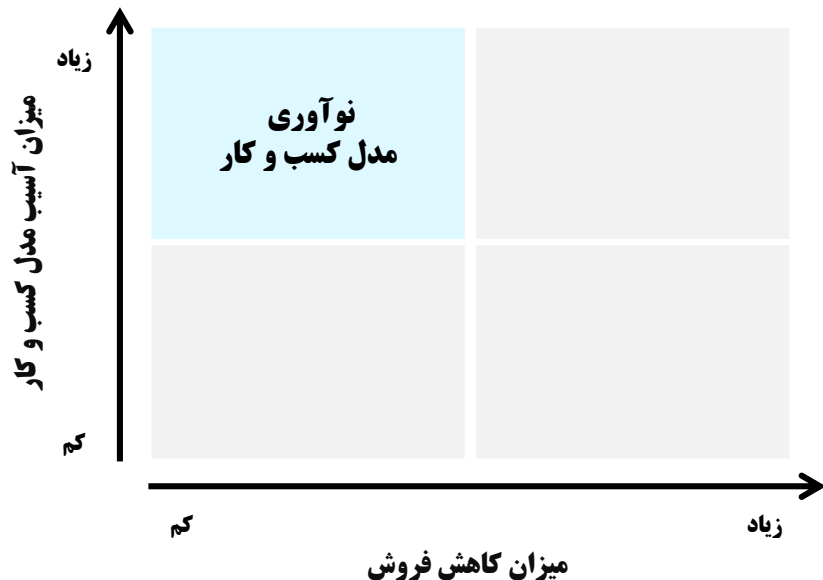 زیاد
نوآوری
مدل کسب و کار
میزان آسیب مدل کسب و کار
کم
کم
زیاد
میزان کاهش فروش